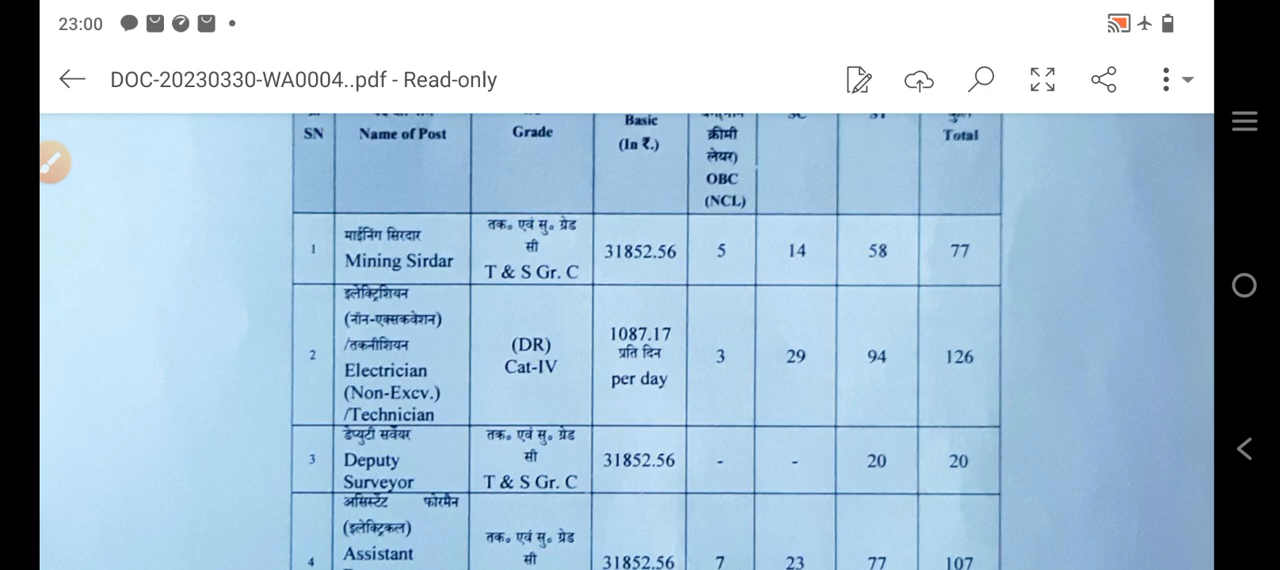 23:00
DOC-20230330-WA0004..pdf - Read-only
SN
Name of Post
Grade
Basic
(In ₹.)
क्रीमी
लेयर)
OBC
(NCL)
SC
ST
कुल
Total
1
माईनिंग सिरदार
Mining Sirdar
तक॰ एवं सु॰ ग्रेड
सी
T & S Gr. C
31852.56
5
14
58
77
2
इलेक्ट्रिशियन
(नॉन-एक्सकवेशन)
/तकनीशियन
Electrician
(Non-Excv.)
/Technician
(DR)
Cat-IV
1087.17
प्रति दिन
per day
3
29
94
126
3
डेप्युटी सर्वेयर
Deputy
Surveyor
तक॰ एवं सु॰ ग्रेड
सी
T & S Gr. C
31852.56
-
-
20
20
4
असिस्टेंट फोरमैन
(इलेक्ट्रिकल)
Assistant
तक॰ एवं सु॰ ग्रेड
सी
31852.56
7
23
77
107